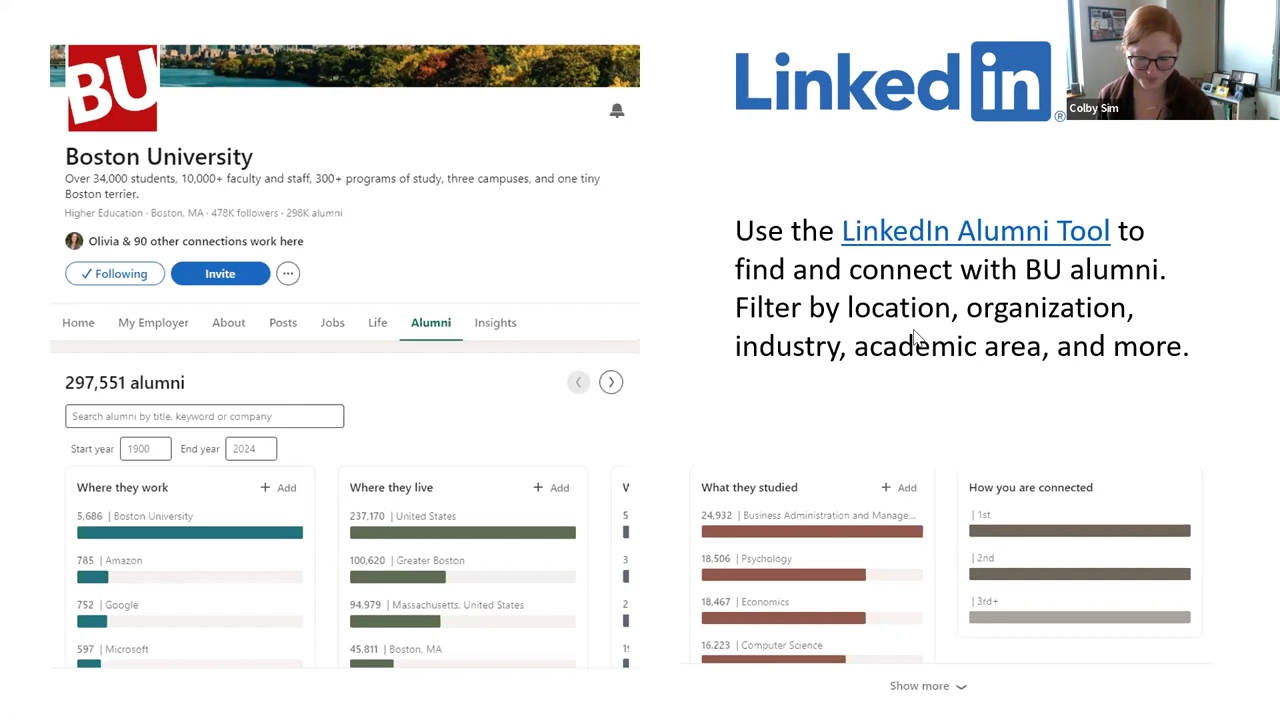 BU
Boston University
Over 34,000 students, 10,000+ faculty and staff, 300+ programs of study, three campuses, and one tiny
Boston terrier.
Higher Education · Boston, MA · 478K followers · 298K alumni
Olivia & 90 other connections work here
✓ Following
Invite
···
Home
My Employer
About
Posts
Jobs
Life
Alumni
Insights
297,551 alumni
Search alumni by title, keyword or company
Start year 1900 End year 2024
Where they work + Add
5,686 | Boston University
785 | Amazon
752 | Google
597 | Microsoft
Where they live + Add
237,170 | United States
100,620 | Greater Boston
94,979 | Massachusetts, United States
45,811 | Boston, MA
Linked in ®
Colby Sim
Use the LinkedIn Alumni Tool to
find and connect with BU alumni.
Filter by location, organization,
industry, academic area, and more.
What they studied + Add
24,932 | Business Administration and Manage...
18,506 | Psychology
18,467 | Economics
16,223 | Computer Science
How you are connected
| 1st
| 2nd
| 3rd+
Show more